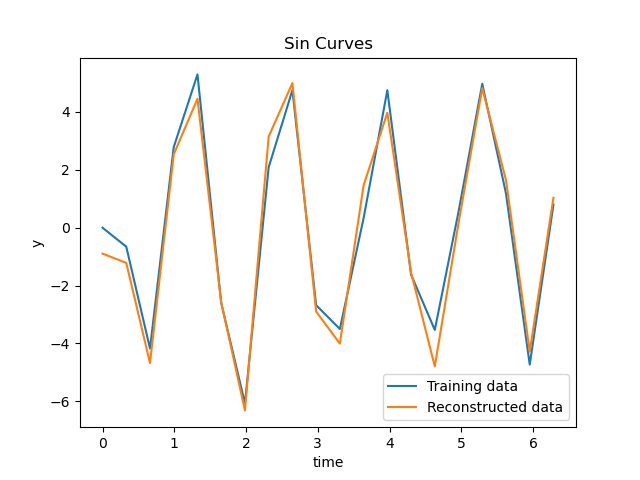 Sin Curves
y
4
2
0
−2
−4
−6
0 1 2 3 4 5 6
time
Training data
Reconstructed data